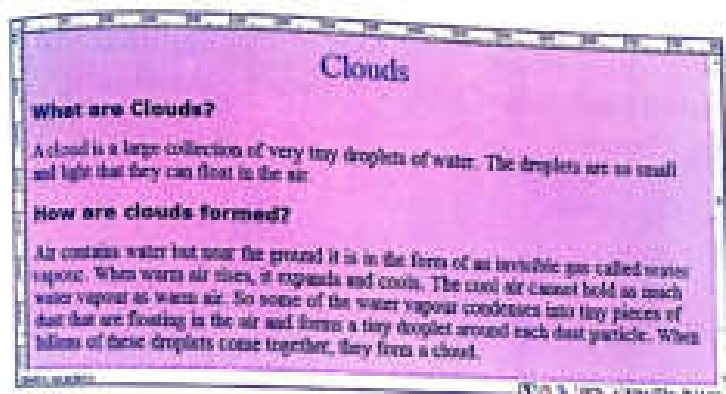 Clouds
What are Clouds?
A cloud is a large collection of very tiny droplets of water. The droplets are so small
and light that they can float in the air
How are clouds formed?
Air contains water but near the ground it is in the form of an invisible gas called water
vapour. When warm air rises, it expands and cools. The cool air cannot hold as much
water vapour as warm air. So some of the water vapour condenses into tiny pieces of
dust that are floating in the air and forms a tiny droplet around each dust particle. When
billions of these droplets come together, they form a cloud.